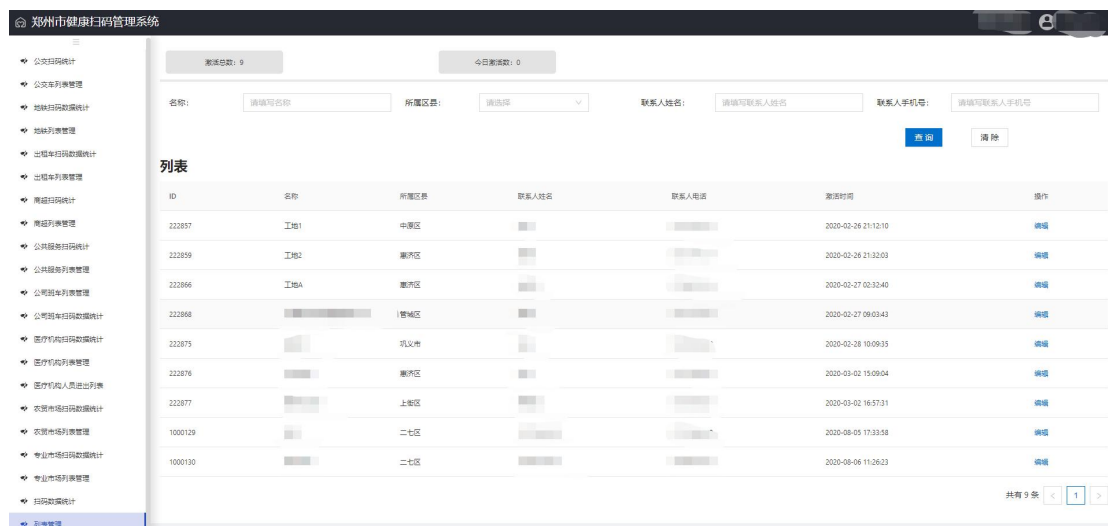 郑州市健康扫码管理系统
公交扫码统计
公交车列表管理
地铁扫码数据统计
地铁列表管理
出租车扫码数据统计
出租车列表管理
商超扫码统计
商超列表管理
公共服务扫码统计
公共服务列表管理
公司班车列表管理
公司班车扫码数据统计
医疗机构扫码数据统计
医疗机构列表管理
医疗机构人员进出列表
农贸市场扫码数据统计
农贸市场列表管理
专业市场扫码数据统计
专业市场列表管理
扫码数据统计
列表管理
激活总数: 9 今日激活数: 0
名称: 请填写名称 所属区县: 请选择 联系人姓名: 请填写联系人姓名 联系人手机号: 请填写联系人手机号
查询 清除
列表
ID 名称 所属区县 联系人姓名 联系人电话 激活时间 操作
222857 工地1 中原区 2020-02-26 21:12:10 编辑
222859 工地2 惠济区 2020-02-26 21:32:03 编辑
222866 工地A 惠济区 2020-02-27 02:32:40 编辑
222868 管城区 2020-02-27 09:03:43 编辑
222875 巩义市 2020-02-28 10:09:35 编辑
222876 惠济区 2020-03-02 15:09:04 编辑
222877 上街区 2020-03-02 16:57:31 编辑
1000129 二七区 2020-08-05 17:33:58 编辑
1000130 二七区 2020-08-06 11:26:23 编辑
共有 9 条 < 1 >